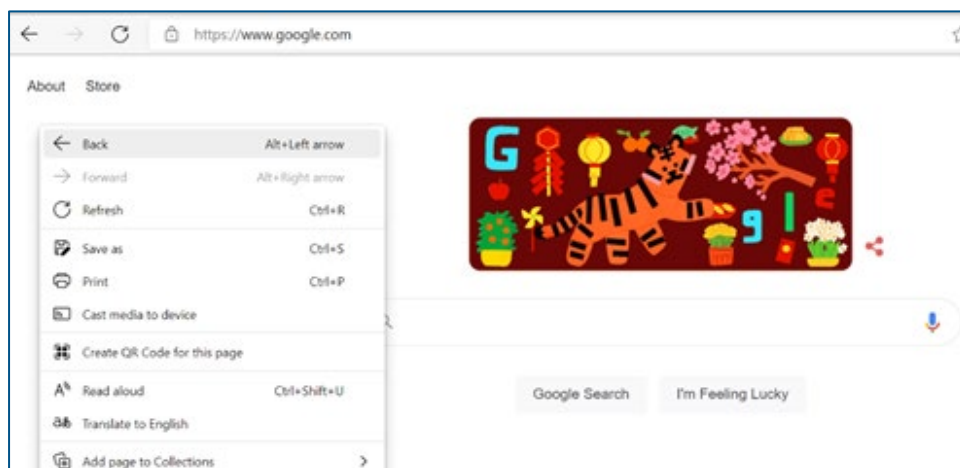 https://www.google.com
About Store
Back Alt+Left arrow
Forward Alt+Right arrow
Refresh Ctrl+R
Save as Ctrl+S
Print Ctrl+P
Cast media to device
Create QR Code for this page
Read aloud Ctrl+Shift+U
Translate to English
Add page to Collections
G g l e
Google Search I'm Feeling Lucky